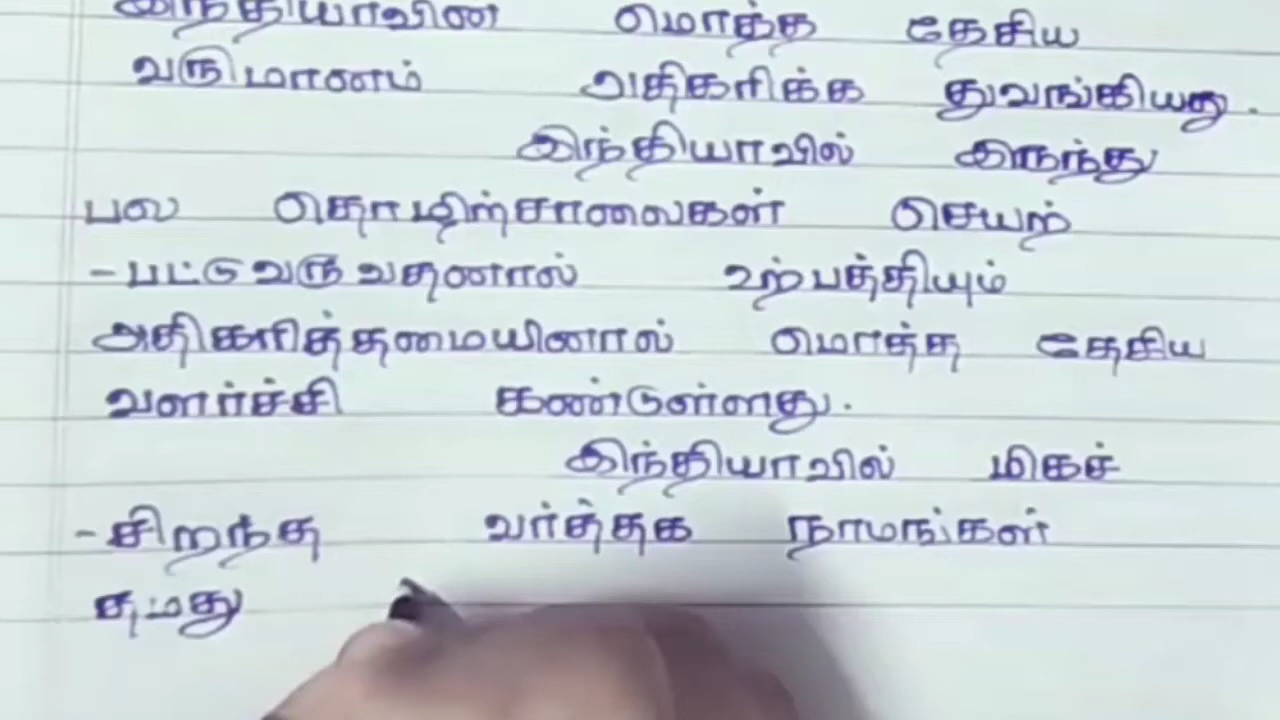 இந்தியாவின் மொத்த தேசிய
வருமானம் அதிகரிக்க துவங்கியது.
இந்தியாவில் இருந்து
பல தொழிற்சாலைகள் செயற்
-பட்டு வருவதனால் உற்பத்தியும்
அதிகரித்தமையினால் மொத்த தேசிய
வளர்ச்சி கண்டுள்ளது.
இந்தியாவில் மிகச்
-சிறந்த வர்த்தக நாமங்கள்
தமது